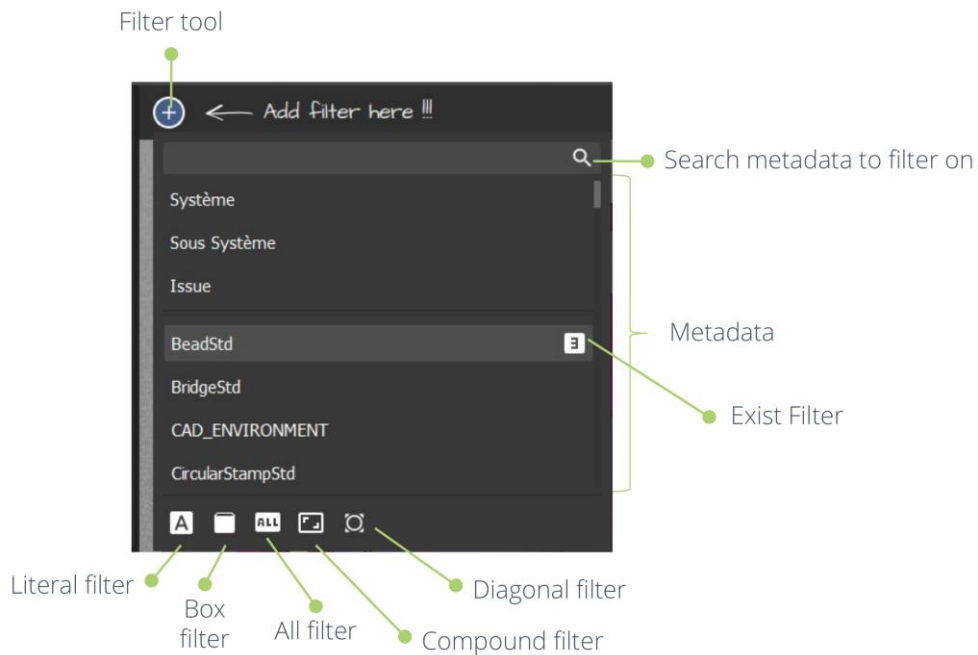 Filter tool
Add filter here !!!
Search metadata to filter on
Système
Sous Système
Issue
Metadata
BeadStd
BridgeStd
Exist Filter
CAD_ENVIRONMENT
CircularStampStd
A
ALL
Literal filter
Box
filter
All filter
Compound filter
Diagonal filter